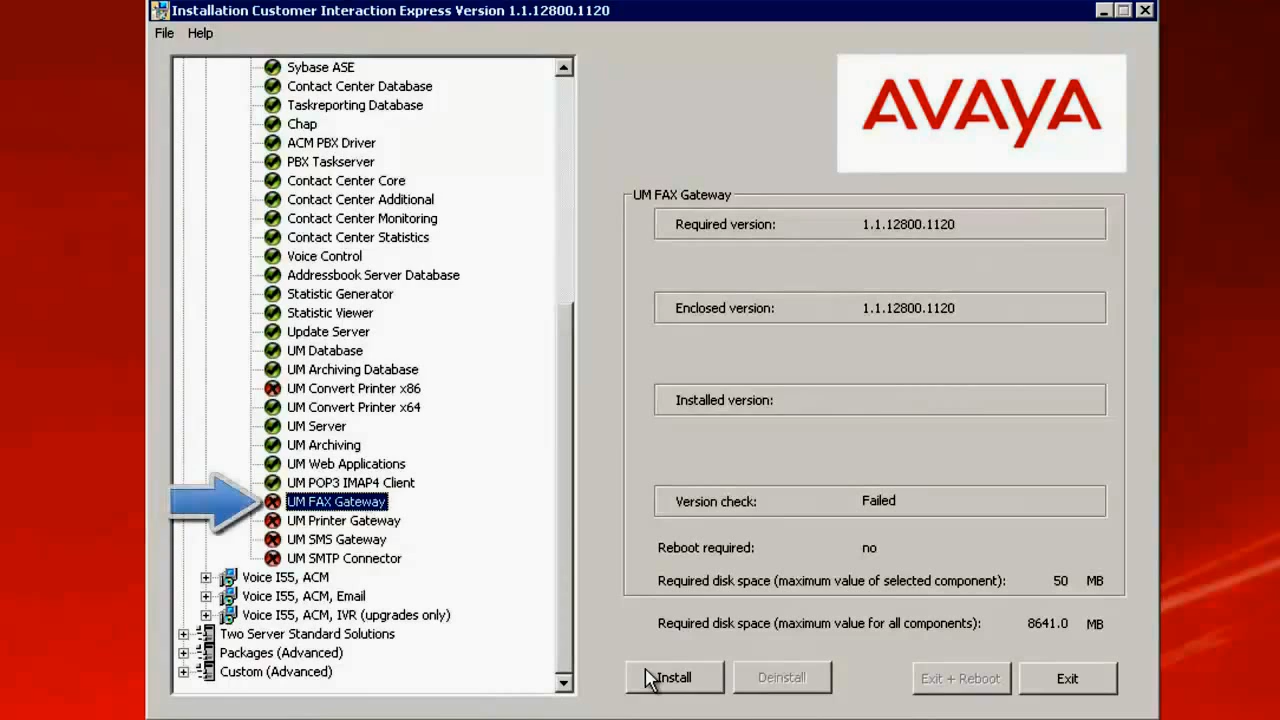 Installation Customer Interaction Express Version 1.1.12800.1120
File Help
Sybase ASE
Contact Center Database
Taskreporting Database
Chap
ACM PBX Driver
PBX Taskserver
Contact Center Core
Contact Center Additional
Contact Center Monitoring
Contact Center Statistics
Voice Control
Addressbook Server Database
Statistic Generator
Statistic Viewer
Update Server
UM Database
UM Archiving Database
UM Convert Printer x86
UM Convert Printer x64
UM Server
UM Archiving
UM Web Applications
UM POP3 IMAP4 Client
UM FAX Gateway
UM Printer Gateway
UM SMS Gateway
UM SMTP Connector
Voice I55, ACM
Voice I55, ACM, Email
Voice I55, ACM, IVR (upgrades only)
Two Server Standard Solutions
Packages (Advanced)
Custom (Advanced)
AVAYA
UM FAX Gateway
Required version: 1.1.12800.1120
Enclosed version: 1.1.12800.1120
Installed version:
Version check: Failed
Reboot required: no
Required disk space (maximum value of selected component): 50 MB
Required disk space (maximum value for all components): 8641.0 MB
Install Deinstall Exit + Reboot Exit